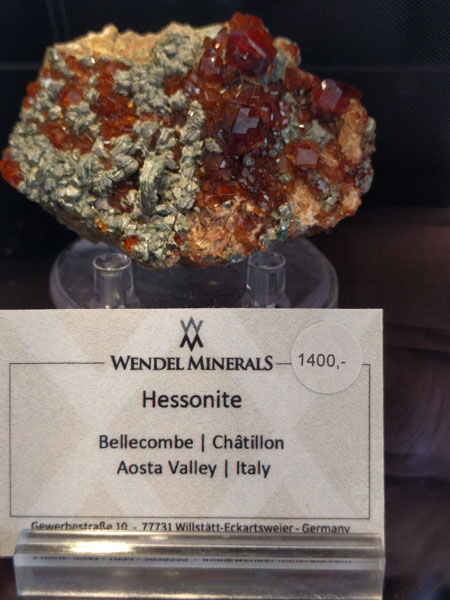 WENDEL MINERALS
1400,-
Hessonite
Bellecombe | Châtillon
Aosta Valley | Italy
Gewerbestraße 10 - 77731 Willstätt-Eckartsweier - Germany